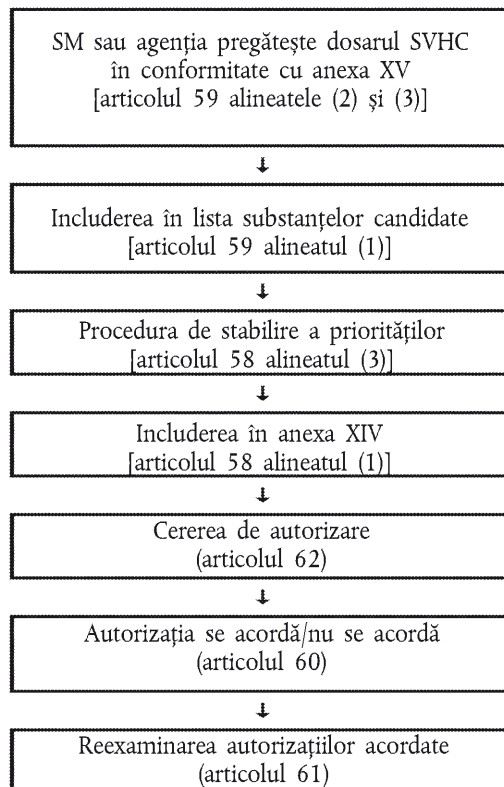 SM sau agenția pregătește dosarul SVHC
în conformitate cu anexa XV
[articolul 59 alineatele (2) și (3)]
↓
Includerea în lista substanțelor candidate
[articolul 59 alineatul (1)]
↓
Procedura de stabilire a priorităților
[articolul 58 alineatul (3)]
↓
Includerea în anexa XIV
[articolul 58 alineatul (1)]
↓
Cererea de autorizare
(articolul 62)
↓
Autorizația se acordă/nu se acordă
(articolul 60)
↓
Reexaminarea autorizațiilor acordate
(articolul 61)